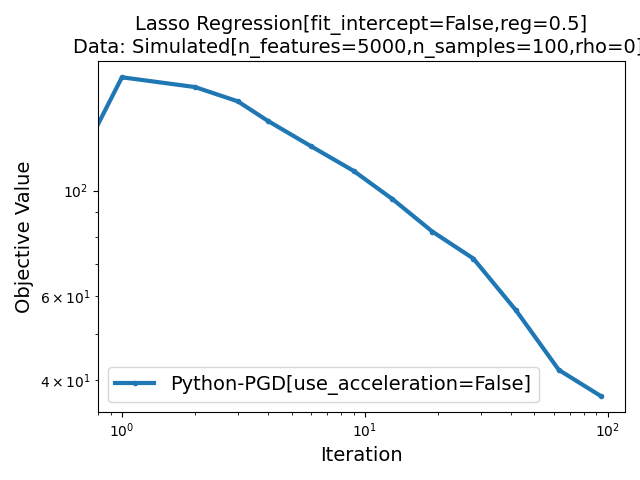 Lasso Regression[fit_intercept=False,reg=0.5]
Data: Simulated[n_features=5000,n_samples=100,rho=0]
Objective Value
10²
6 × 10¹
4 × 10¹
Python-PGD[use_acceleration=False]
10⁰
10¹
10²
Iteration